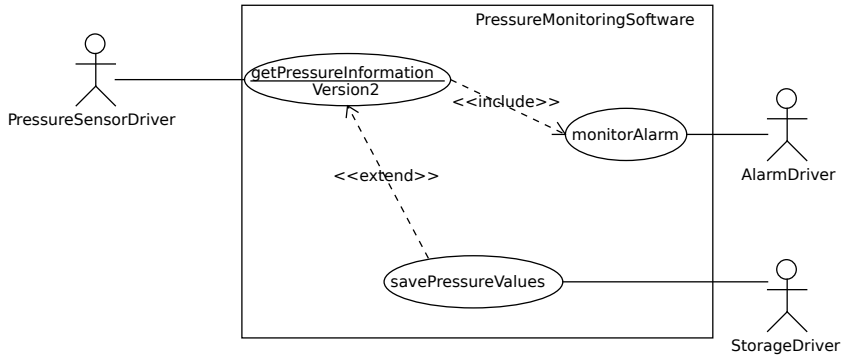 PressureMonitoringSoftware
getPressureInformation
Version2
<<include>>
PressureSensorDriver
monitorAlarm
AlarmDriver
<<extend>>
savePressureValues
StorageDriver